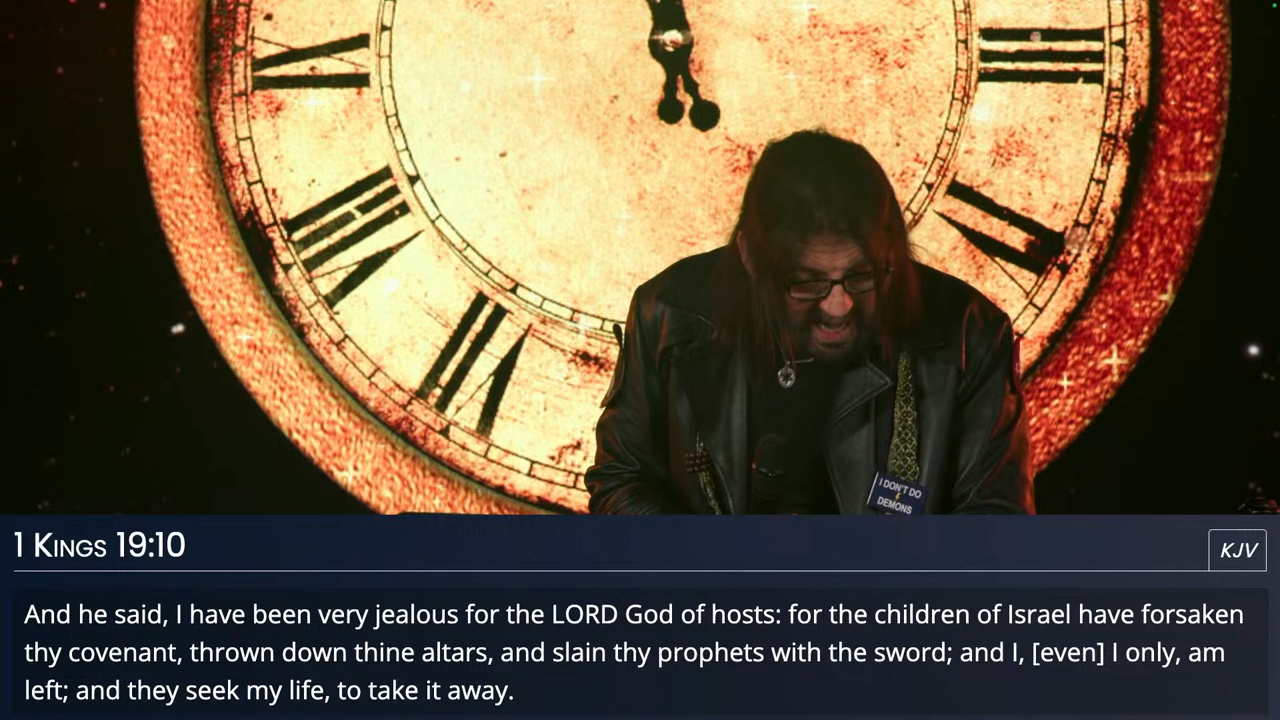 I DON'T DO
DEMONS
1 KINGS 19:10
KJV
And he said, I have been very jealous for the LORD God of hosts: for the children of Israel have forsaken
thy covenant, thrown down thine altars, and slain thy prophets with the sword; and I, [even] I only, am
left; and they seek my life, to take it away.